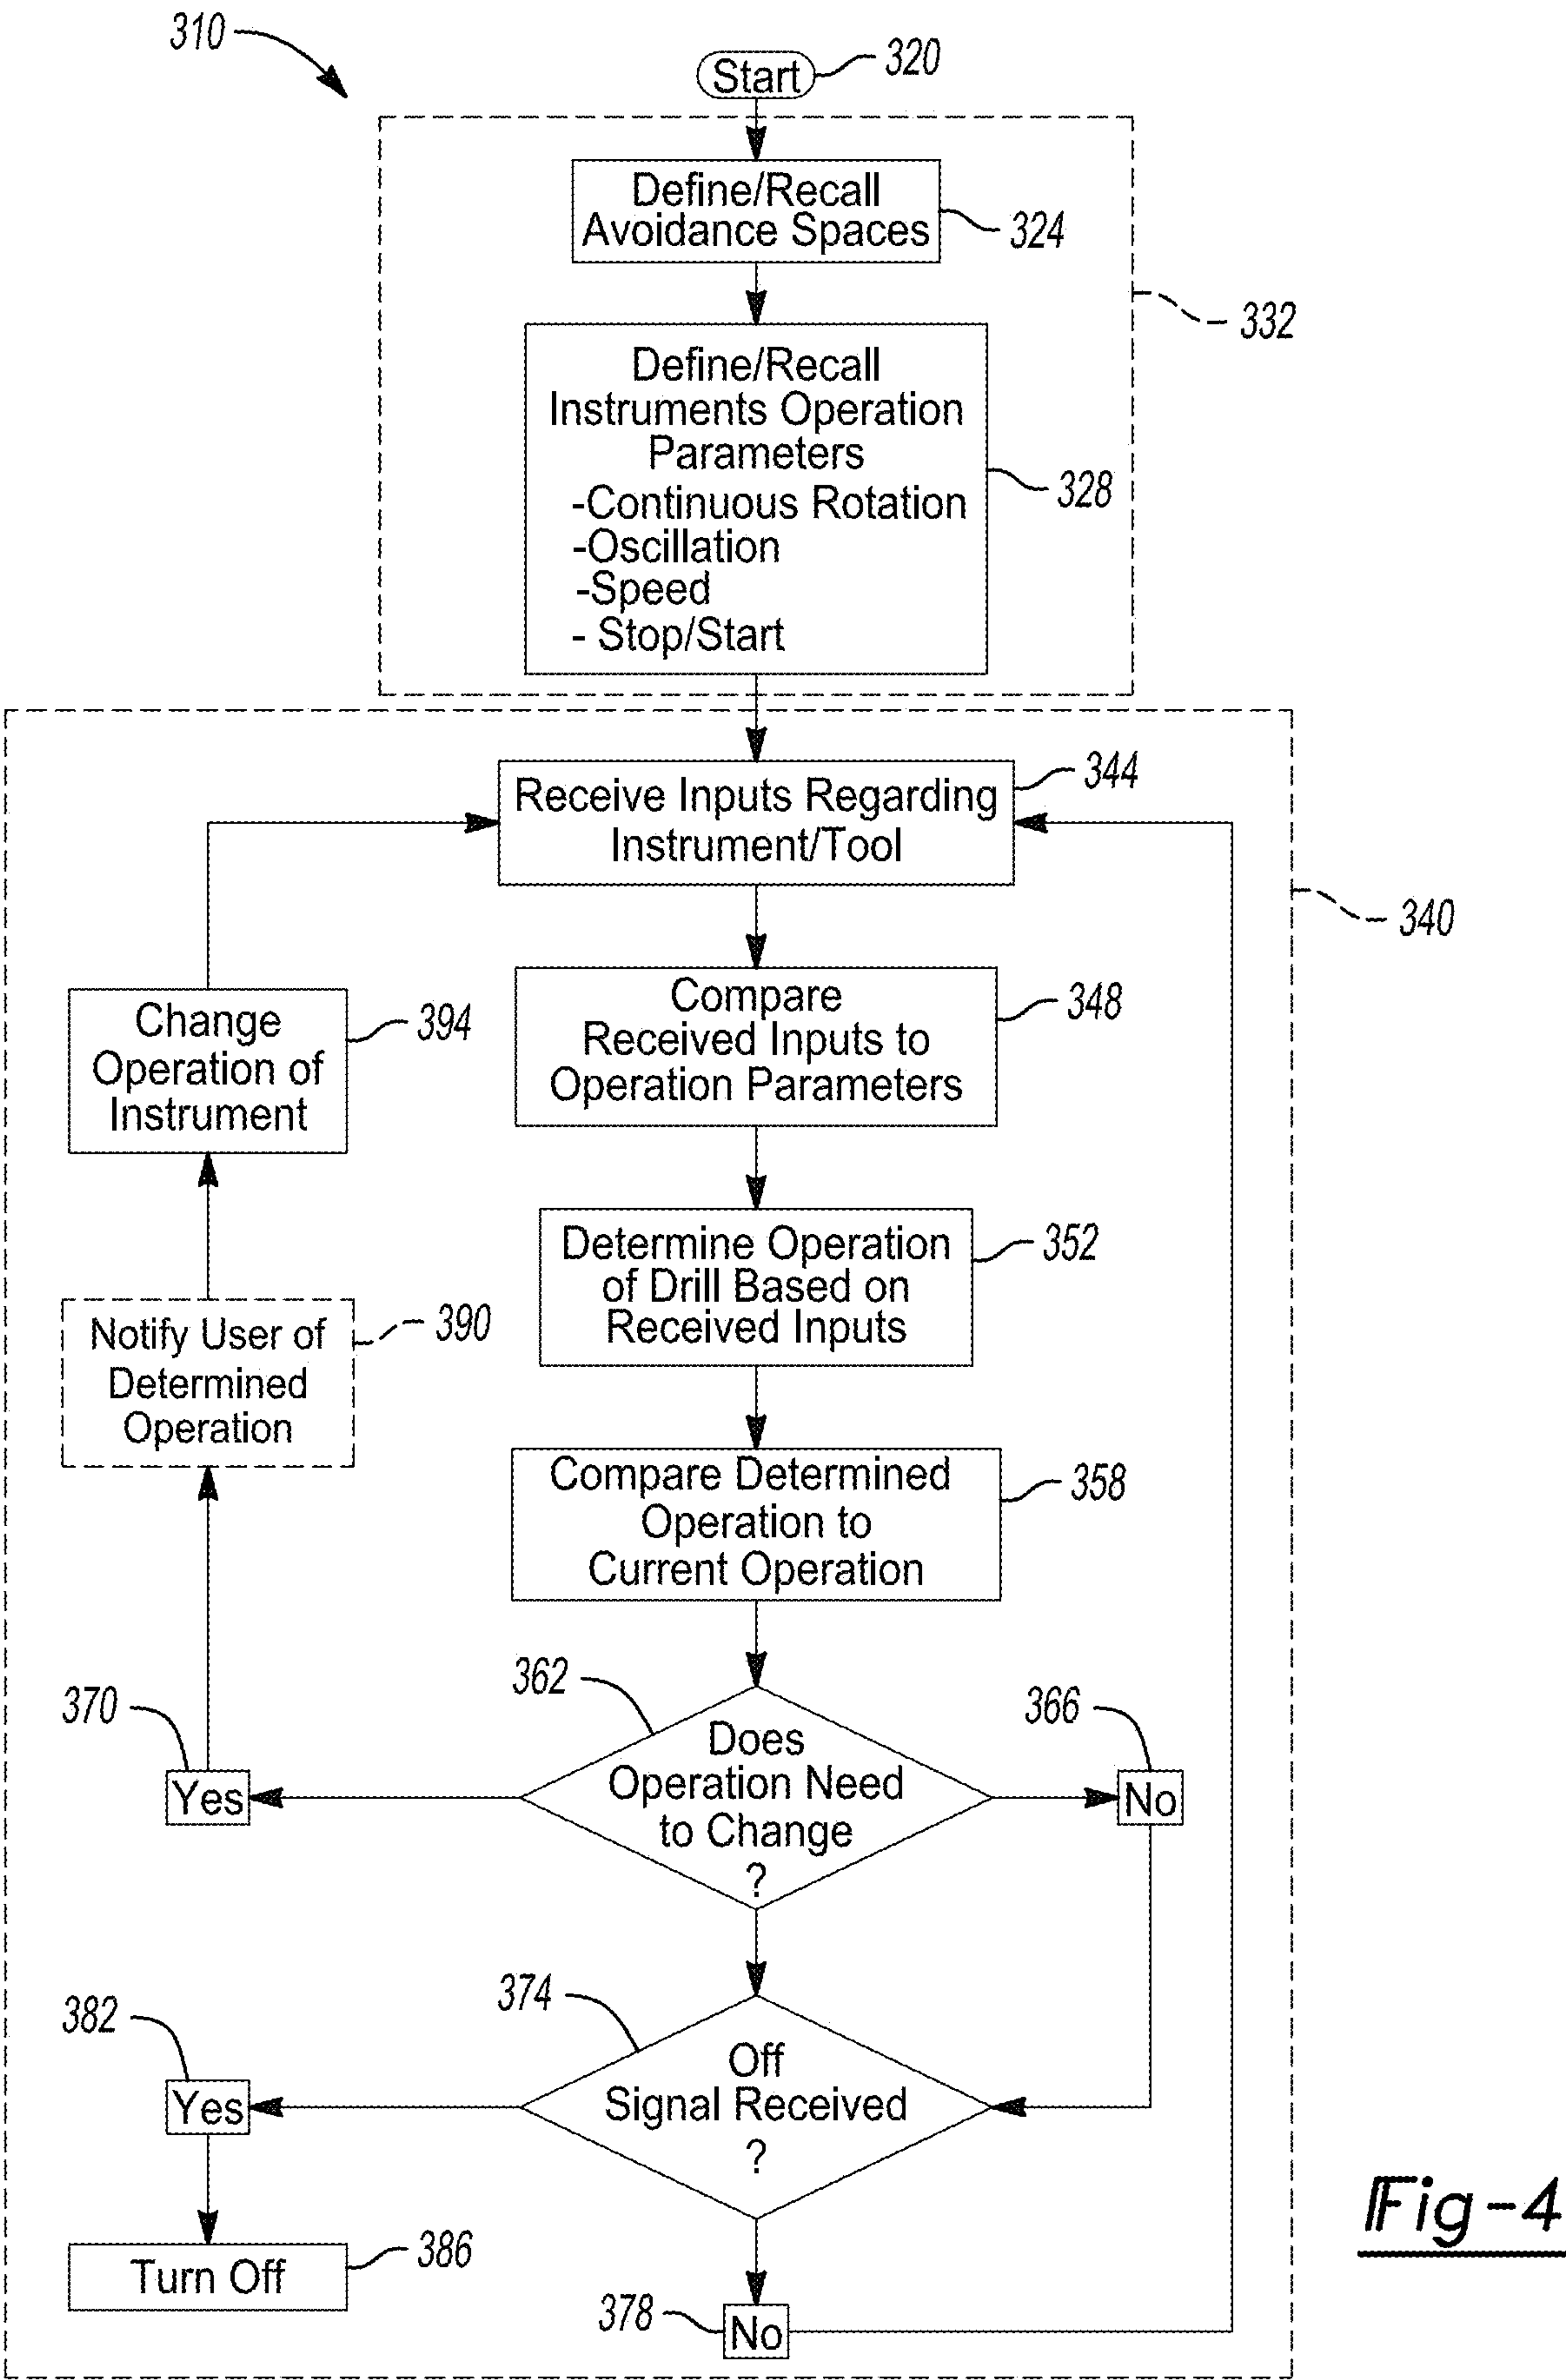 310
Start
320
Define/Recall
Avoidance Spaces
324
332
Define/Recall
Instruments Operation
Parameters
-Continuous Rotation
-Oscillation
-Speed
- Stop/Start
328
344
Receive Inputs Regarding
Instrument/Tool
340
Compare
Received Inputs to
Operation Parameters
348
Change
Operation of
Instrument
394
Determine Operation
of Drill Based on
Received Inputs
352
Notify User of
Determined
Operation
390
Compare Determined
Operation to
Current Operation
358
362
Does
Operation Need
to Change
?
370
Yes
366
No
374
Off
Signal Received
?
382
Yes
Turn Off
386
378
No
Fig-4